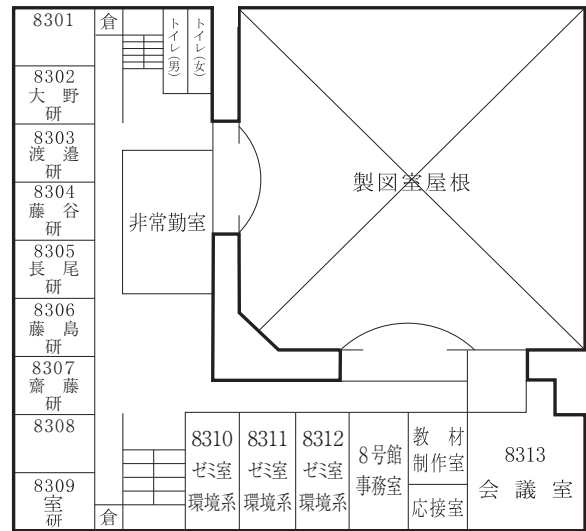 8301
倉
トイレ(男)
トイレ(女)
8302
大野
研
8303
渡邉
研
8304
藤谷
研
8305
長尾
研
8306
藤島
研
8307
齋藤
研
8308
8309
室
研
倉
非常勤室
製図室屋根
8310
ゼミ室
環境系
8311
ゼミ室
環境系
8312
ゼミ室
環境系
8号館
事務室
教材
制作室
応接室
8313
会議室